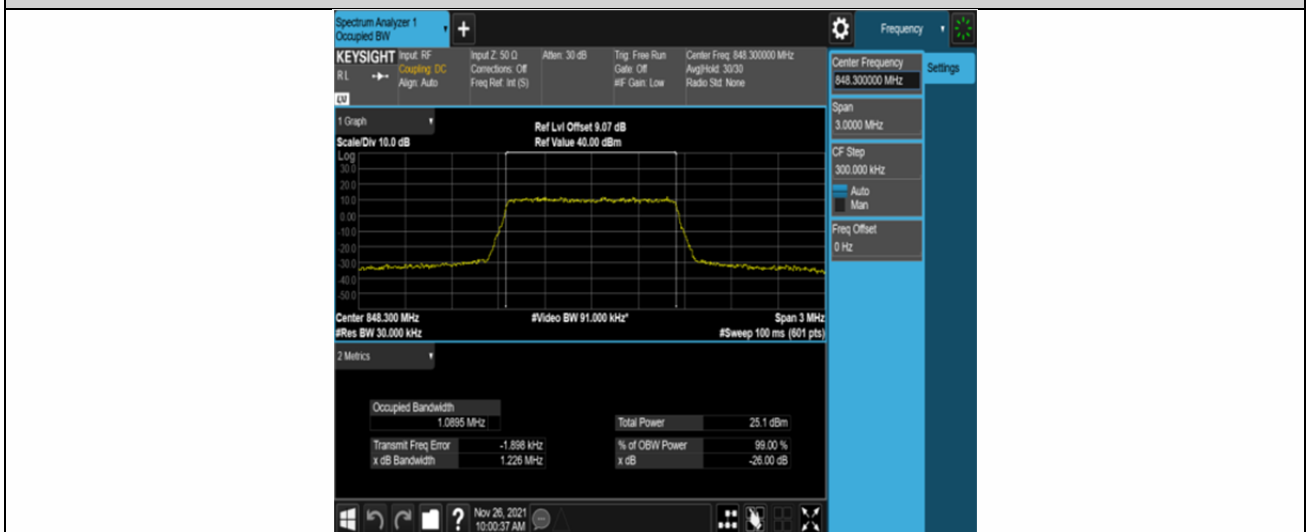 Spectrum Analyzer 1
Occupied BW
+
Frequency
KEYSIGHT
R L
LXI
Input: RF
Coupling: DC
Align: Auto
Input Z: 50 Ω
Corrections: Off
Freq Ref: Int (S)
Atten: 30 dB
Trig: Free Run
Gate: Off
#IF Gain: Low
Center Freq: 848.300000 MHz
Avg|Hold: 30/30
Radio Std: None
Center Frequency
848.300000 MHz
Settings
Span
3.0000 MHz
CF Step
300.000 kHz
Auto
Man
Freq Offset
0 Hz
1 Graph
Scale/Div 10.0 dB
Ref Lvl Offset 9.07 dB
Ref Value 40.00 dBm
Log
30.0
20.0
10.0
0.00
-10.0
-20.0
-30.0
-40.0
-50.0
Center 848.300 MHz
#Video BW 91.000 kHz*
Span 3 MHz
#Res BW 30.000 kHz
#Sweep 100 ms (601 pts)
2 Metrics
Occupied Bandwidth
1.0895 MHz
Total Power 25.1 dBm
Transmit Freq Error -1.898 kHz
% of OBW Power 99.00 %
x dB Bandwidth 1.226 MHz
x dB -26.00 dB
?
Nov 26, 2021
10:00:37 AM